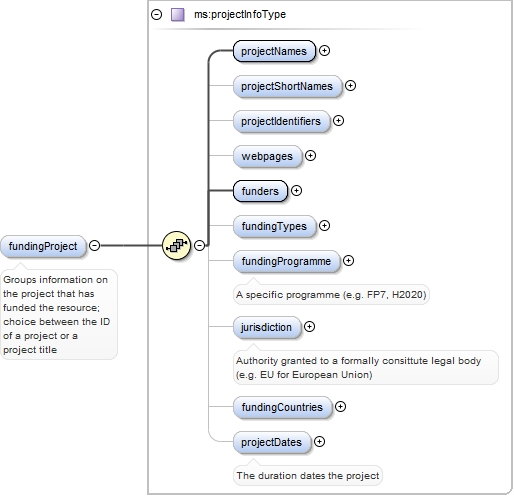 ms:projectInfoType
projectNames
projectShortNames
projectIdentifiers
webpages
funders
fundingTypes
fundingProgramme
A specific programme (e.g. FP7, H2020)
jurisdiction
Authority granted to a formally consittute legal body
(e.g. EU for European Union)
fundingCountries
projectDates
The duration dates the project
fundingProject
Groups information on
the project that has
funded the resource;
choice between the ID
of a project or a
project title